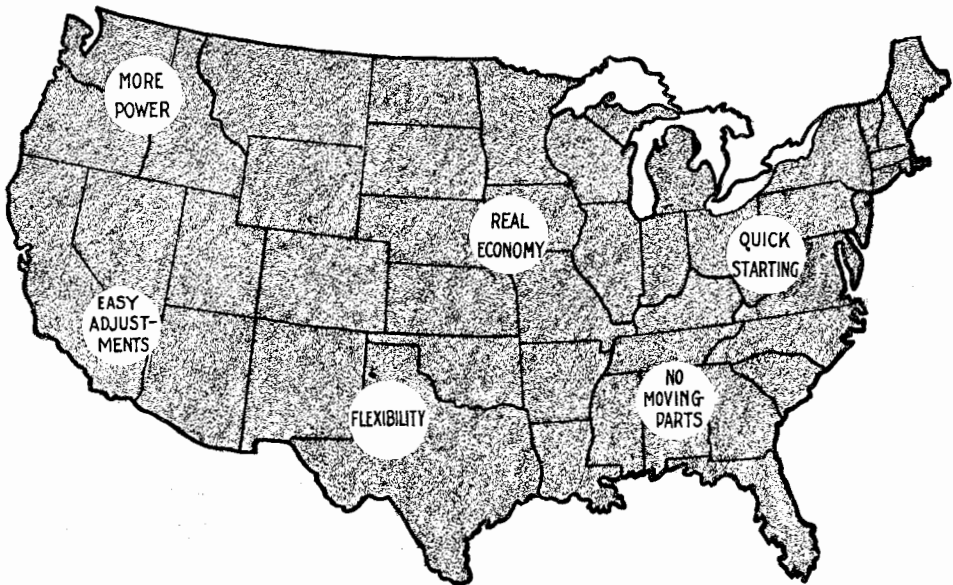 MORE
POWER
REAL
ECONOMY
QUICK
STARTING
EASY
ADJUST-
MENTS
FLEXIBILITY
NO
MOVING-
PARTS